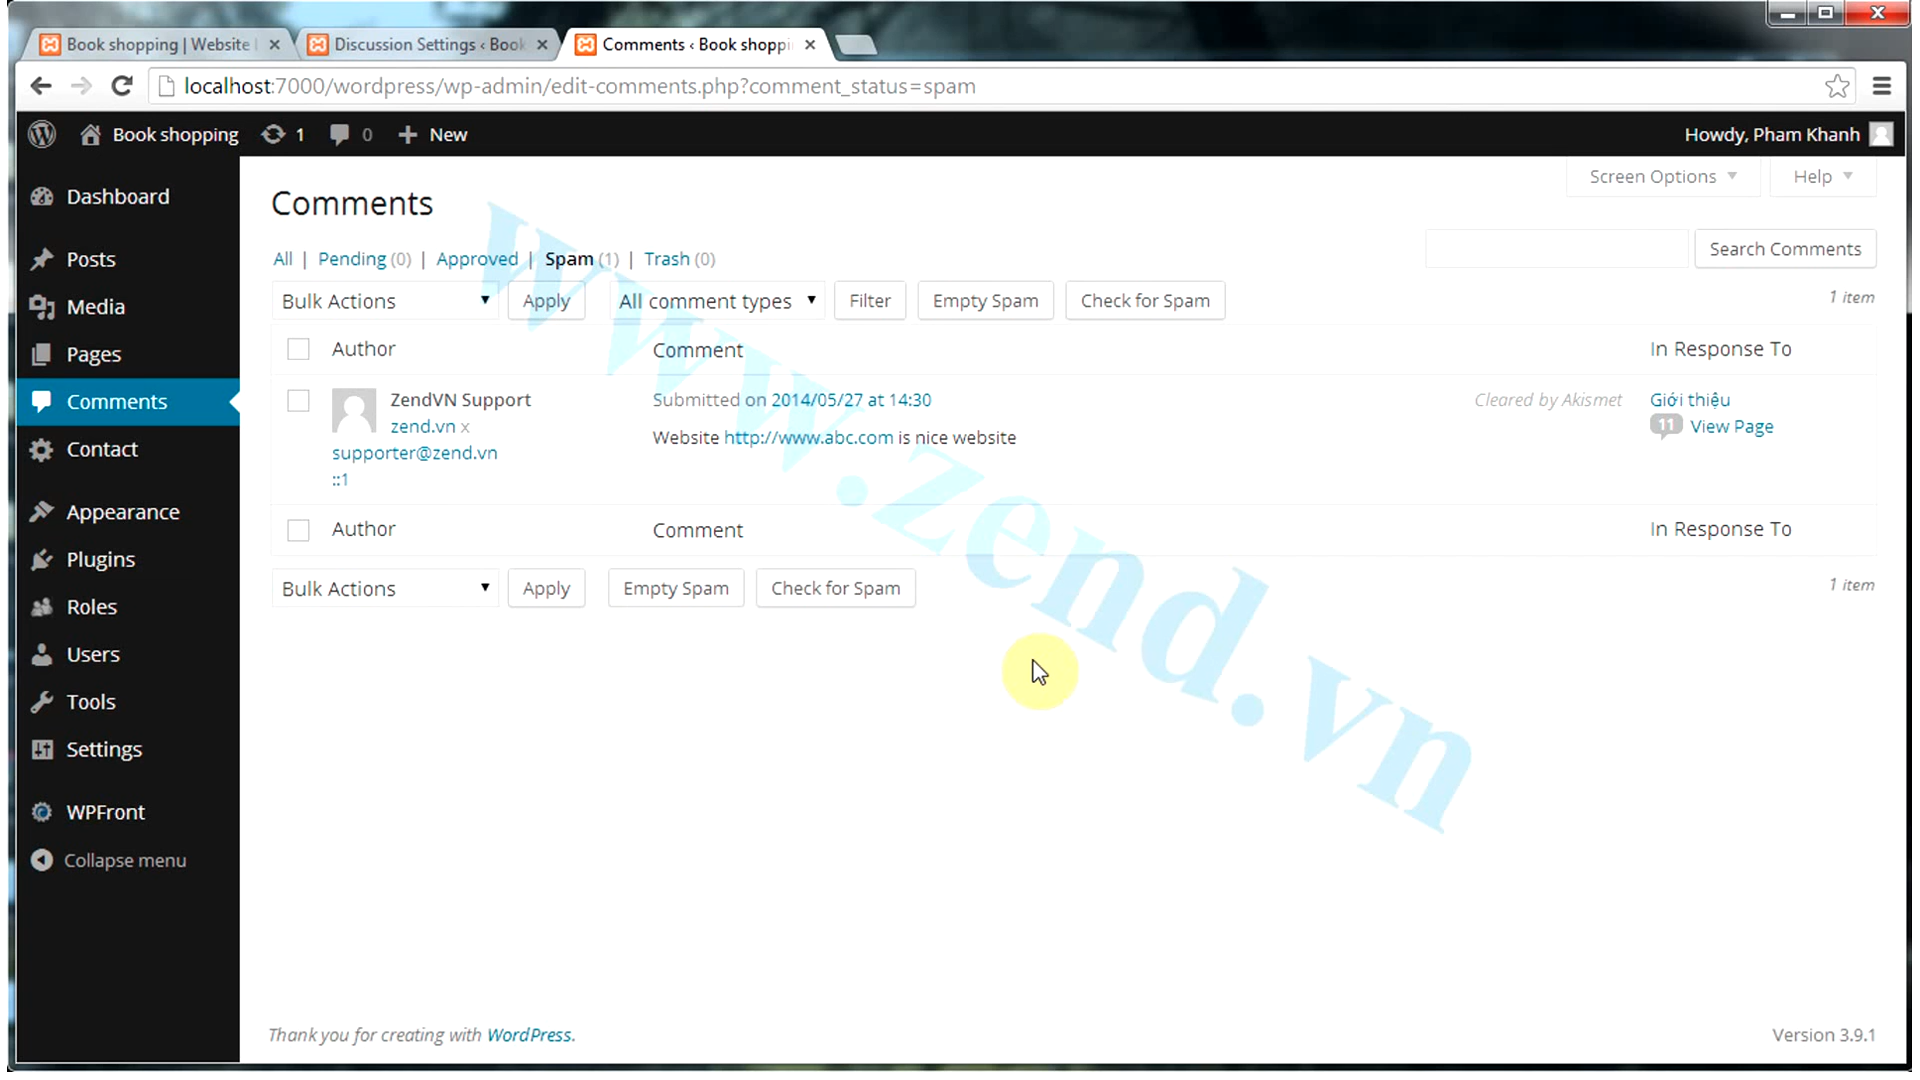 Book shopping | Website
Discussion Settings ‹ Book
Comments ‹ Book shoppi
localhost:7000/wordpress/wp-admin/edit-comments.php?comment_status=spam
Book shopping 1 0 New
Howdy, Pham Khanh
Dashboard
Posts
Media
Pages
Comments
Contact
Appearance
Plugins
Roles
Users
Tools
Settings
WPFront
Collapse menu
Screen Options Help
Comments
All | Pending (0) | Approved | Spam (1) | Trash (0)
Search Comments
Bulk Actions Apply All comment types Filter Empty Spam Check for Spam
1 item
Author Comment In Response To
ZendVN Support
zend.vn x
supporter@zend.vn
::1
Submitted on 2014/05/27 at 14:30
Website http://www.abc.com is nice website
Cleared by Akismet
Giới thiệu
11 View Page
Author Comment In Response To
Bulk Actions Apply Empty Spam Check for Spam
1 item
www.zend.vn
Thank you for creating with WordPress.
Version 3.9.1